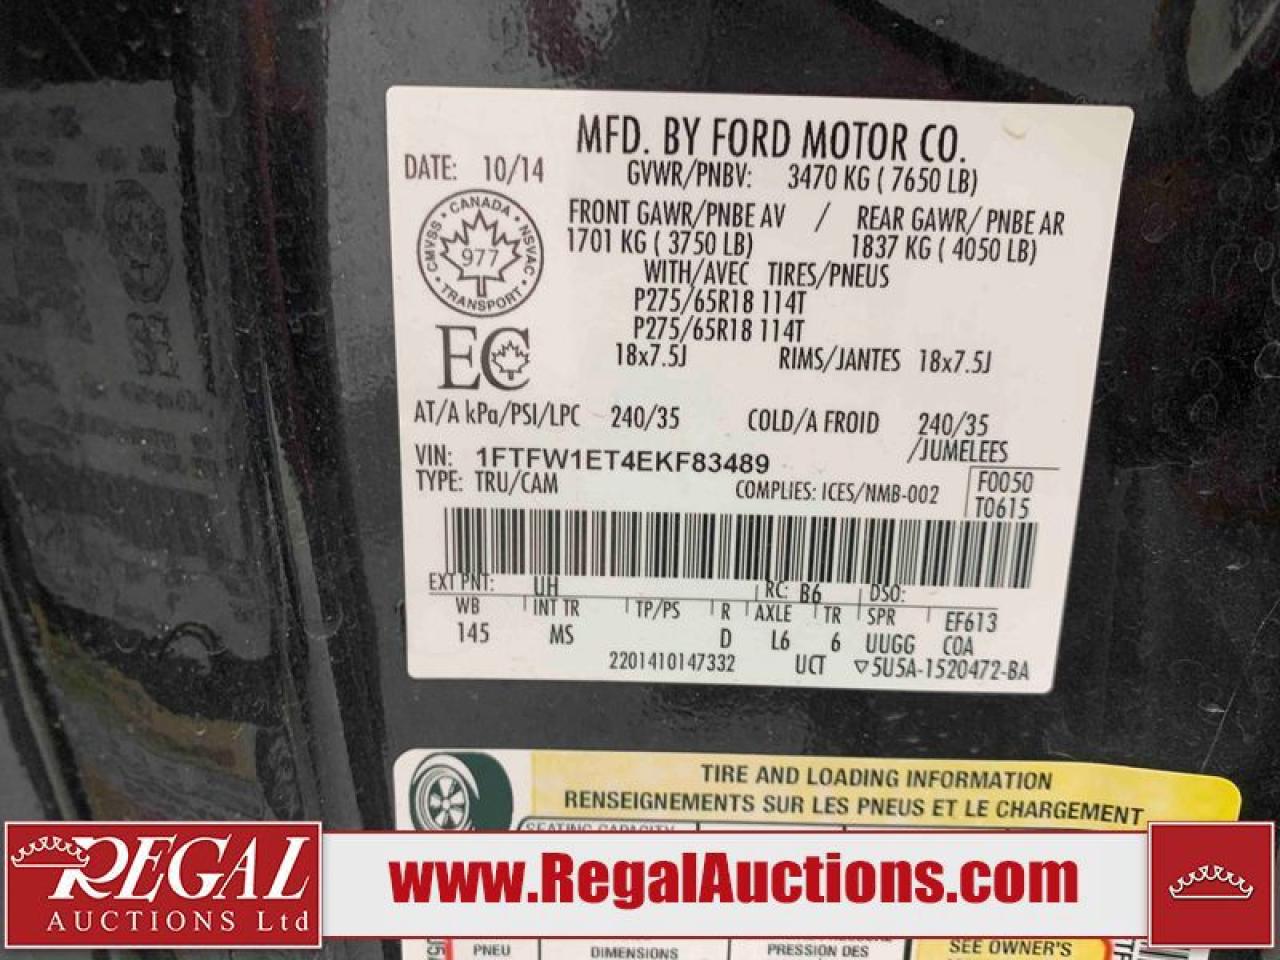 MFD. BY FORD MOTOR CO.
DATE: 10/14
GVWR/PNBV: 3470 KG ( 7650 LB)
FRONT GAWR/PNBE AV / REAR GAWR/ PNBE AR
1701 KG ( 3750 LB) 1837 KG ( 4050 LB)
WITH/AVEC TIRES/PNEUS
P275/65R18 114T
P275/65R18 114T
18x7.5J RIMS/JANTES 18x7.5J
CANADA
CMVSS NSVAC
977
TRANSPORT
EC
AT/A kPa/PSI/LPC 240/35 COLD/A FROID 240/35
/JUMELEES
VIN: 1FTFW1ET4EKF83489
TYPE: TRU/CAM COMPLIES: ICES/NMB-002
F0050
T0615
EXT PNT: UH RC: B6 DSO:
WB INT TR TP/PS R AXLE TR SPR EF613
145 MS D L6 6 UUGG COA
2201410147332 UCT ▽5U5A-1520472-BA
TIRE AND LOADING INFORMATION
RENSEIGNEMENTS SUR LES PNEUS ET LE CHARGEMENT
SEATING CAPACITY
REGAL
AUCTIONS Ltd
www.RegalAuctions.com
PNEU DIMENSIONS PRESSION DES SEE OWNER'S